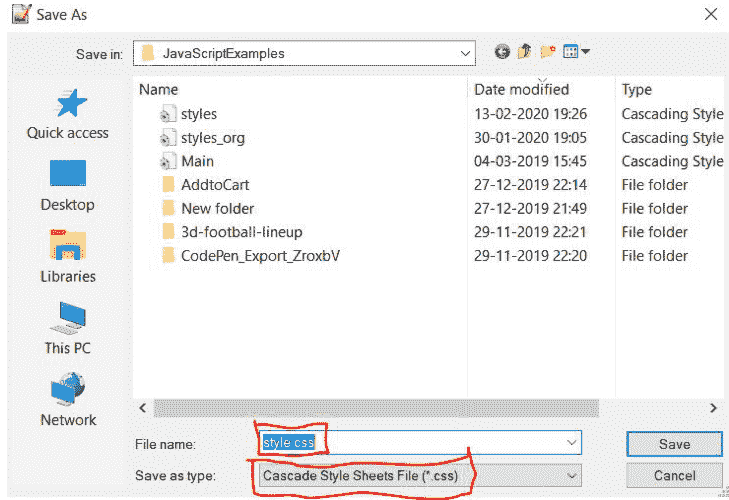 Save As
Save in: JavaScriptExamples
Name Date modified Type
styles 13-02-2020 19:26 Cascading Style
styles_org 30-01-2020 19:05 Cascading Style
Main 04-03-2019 15:45 Cascading Style
AddtoCart 27-12-2019 22:14 File folder
New folder 27-12-2019 21:49 File folder
3d-football-lineup 29-11-2019 22:21 File folder
CodePen_Export_ZroxbV 29-11-2019 22:20 File folder
Quick access
Desktop
Libraries
This PC
Network
File name: style.css Save
Save as type: Cascade Style Sheets File (*.css) Cancel